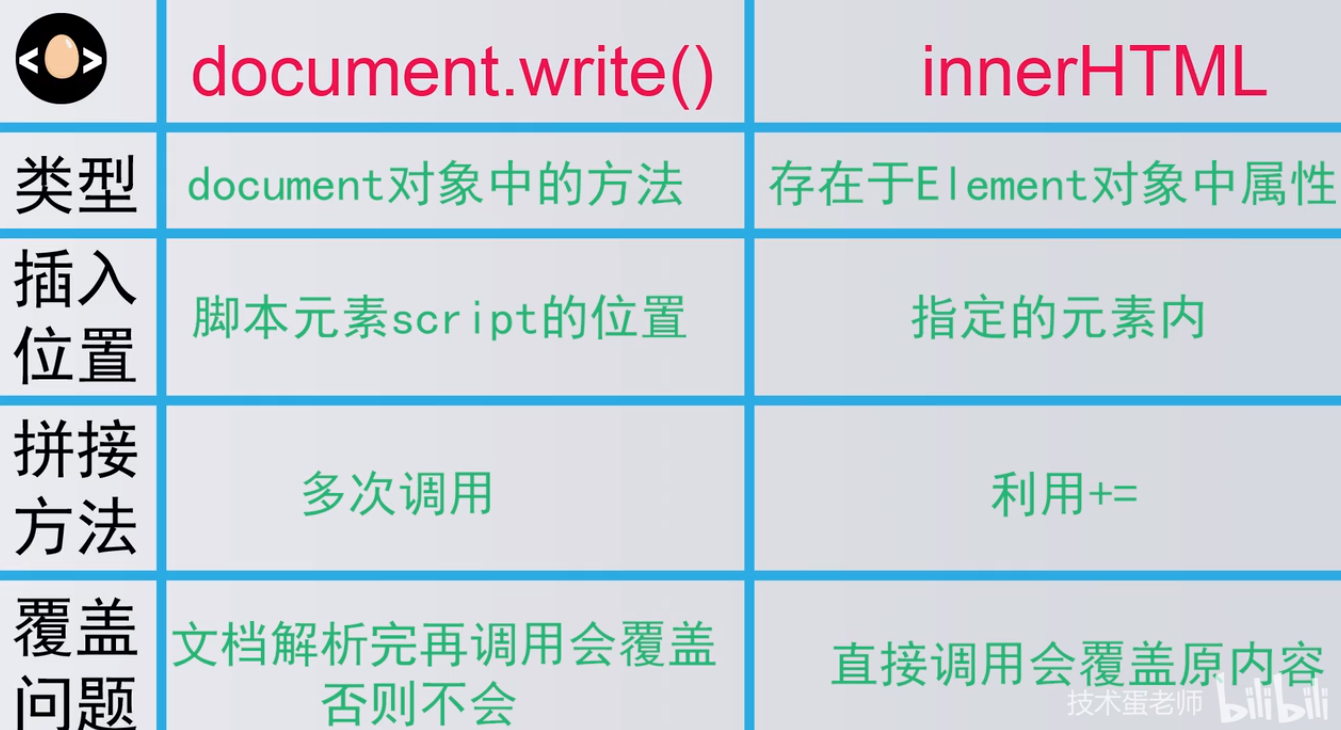 document.write()
innerHTML
类型
document对象中的方法
存在于Element对象中属性
插入
位置
脚本元素script的位置
指定的元素内
拼接
方法
多次调用
利用+=
覆盖
问题
文档解析完再调用会覆盖
否则不会
直接调用会覆盖原内容
技术蛋老师
bilibili